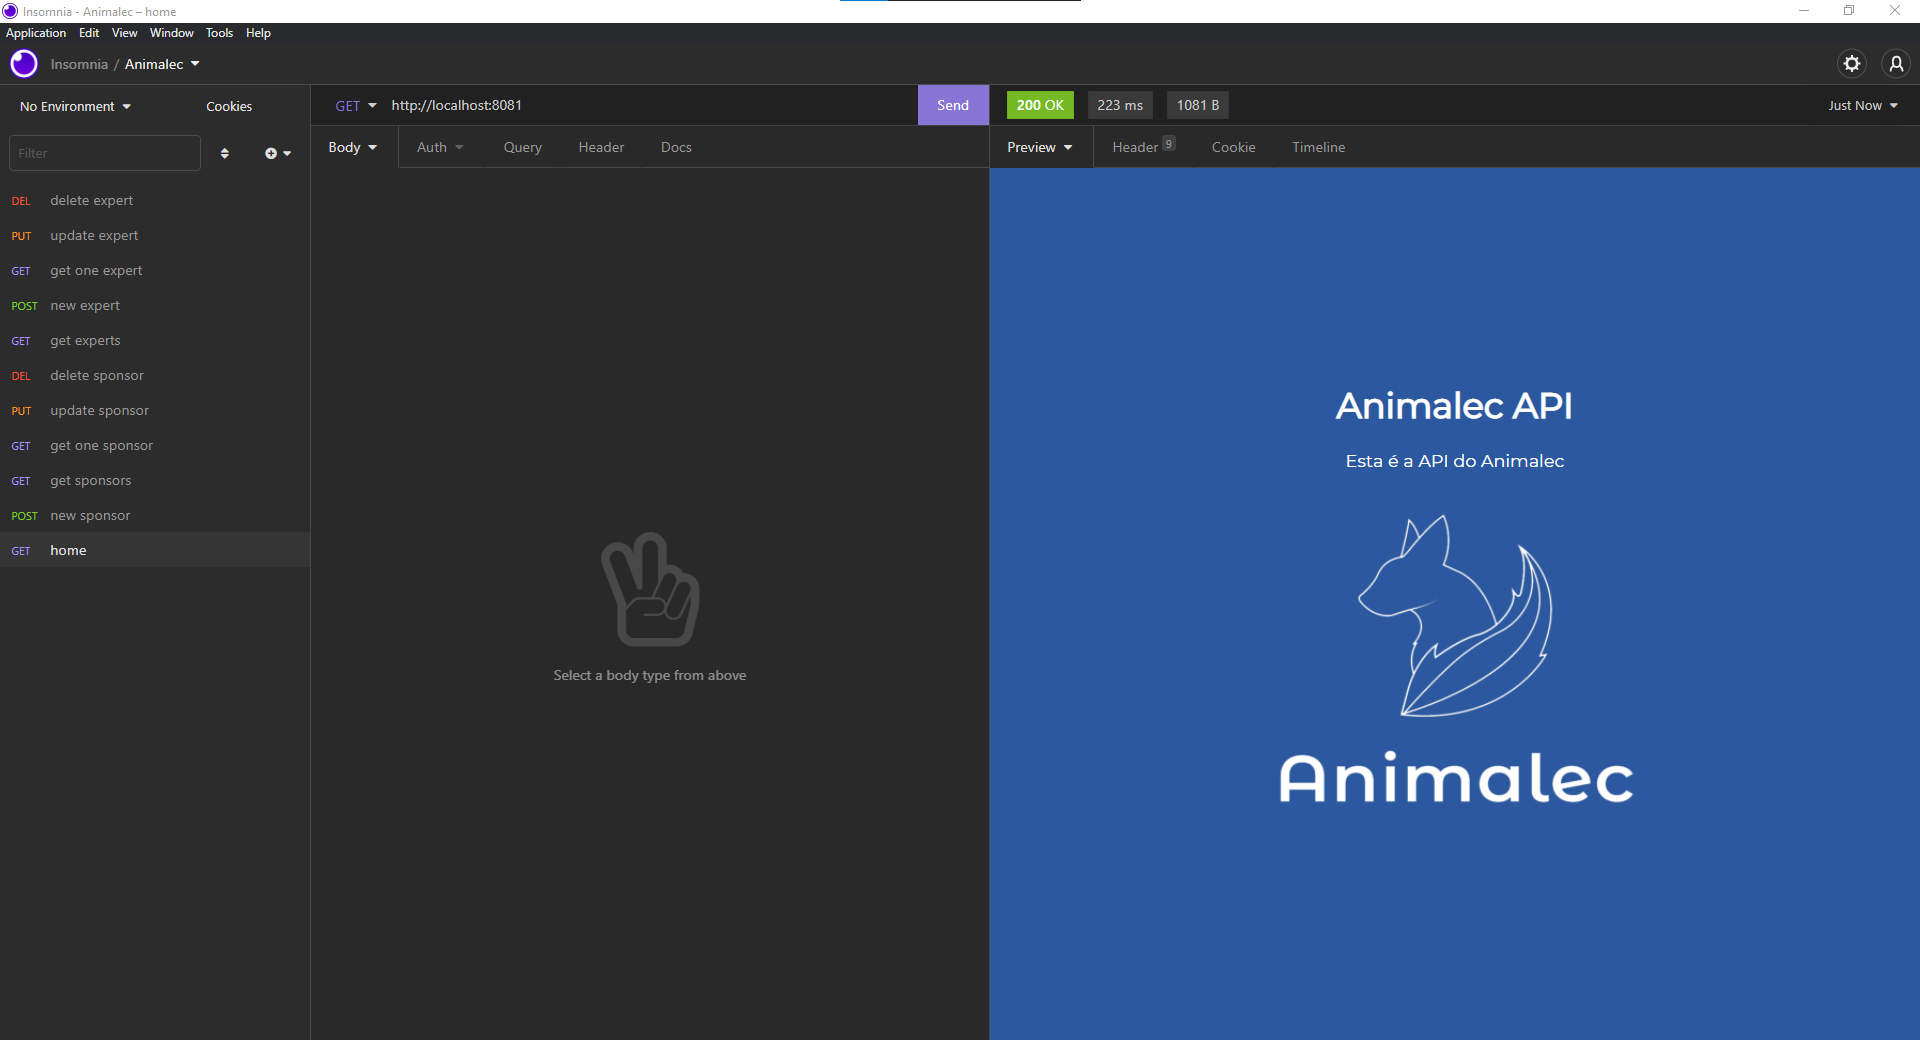 Insomnia - Animalec – home
Application Edit View Window Tools Help
Insomnia / Animalec
No Environment Cookies
Filter
DEL delete expert
PUT update expert
GET get one expert
POST new expert
GET get experts
DEL delete sponsor
PUT update sponsor
GET get one sponsor
GET get sponsors
POST new sponsor
GET home
GET http://localhost:8081 Send
Body Auth Query Header Docs
Select a body type from above
200 OK 223 ms 1081 B Just Now
Preview Header 9 Cookie Timeline
Animalec API
Esta é a API do Animalec
Animalec